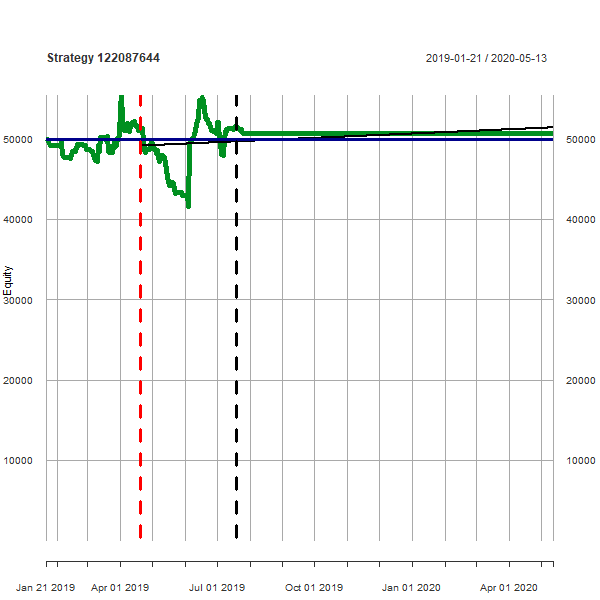 Strategy 122087644
2019-01-21 / 2020-05-13
50000
50000
40000
40000
Equity
30000
30000
20000
20000
10000
10000
Jan 21 2019
Apr 01 2019
Jul 01 2019
Oct 01 2019
Jan 01 2020
Apr 01 2020